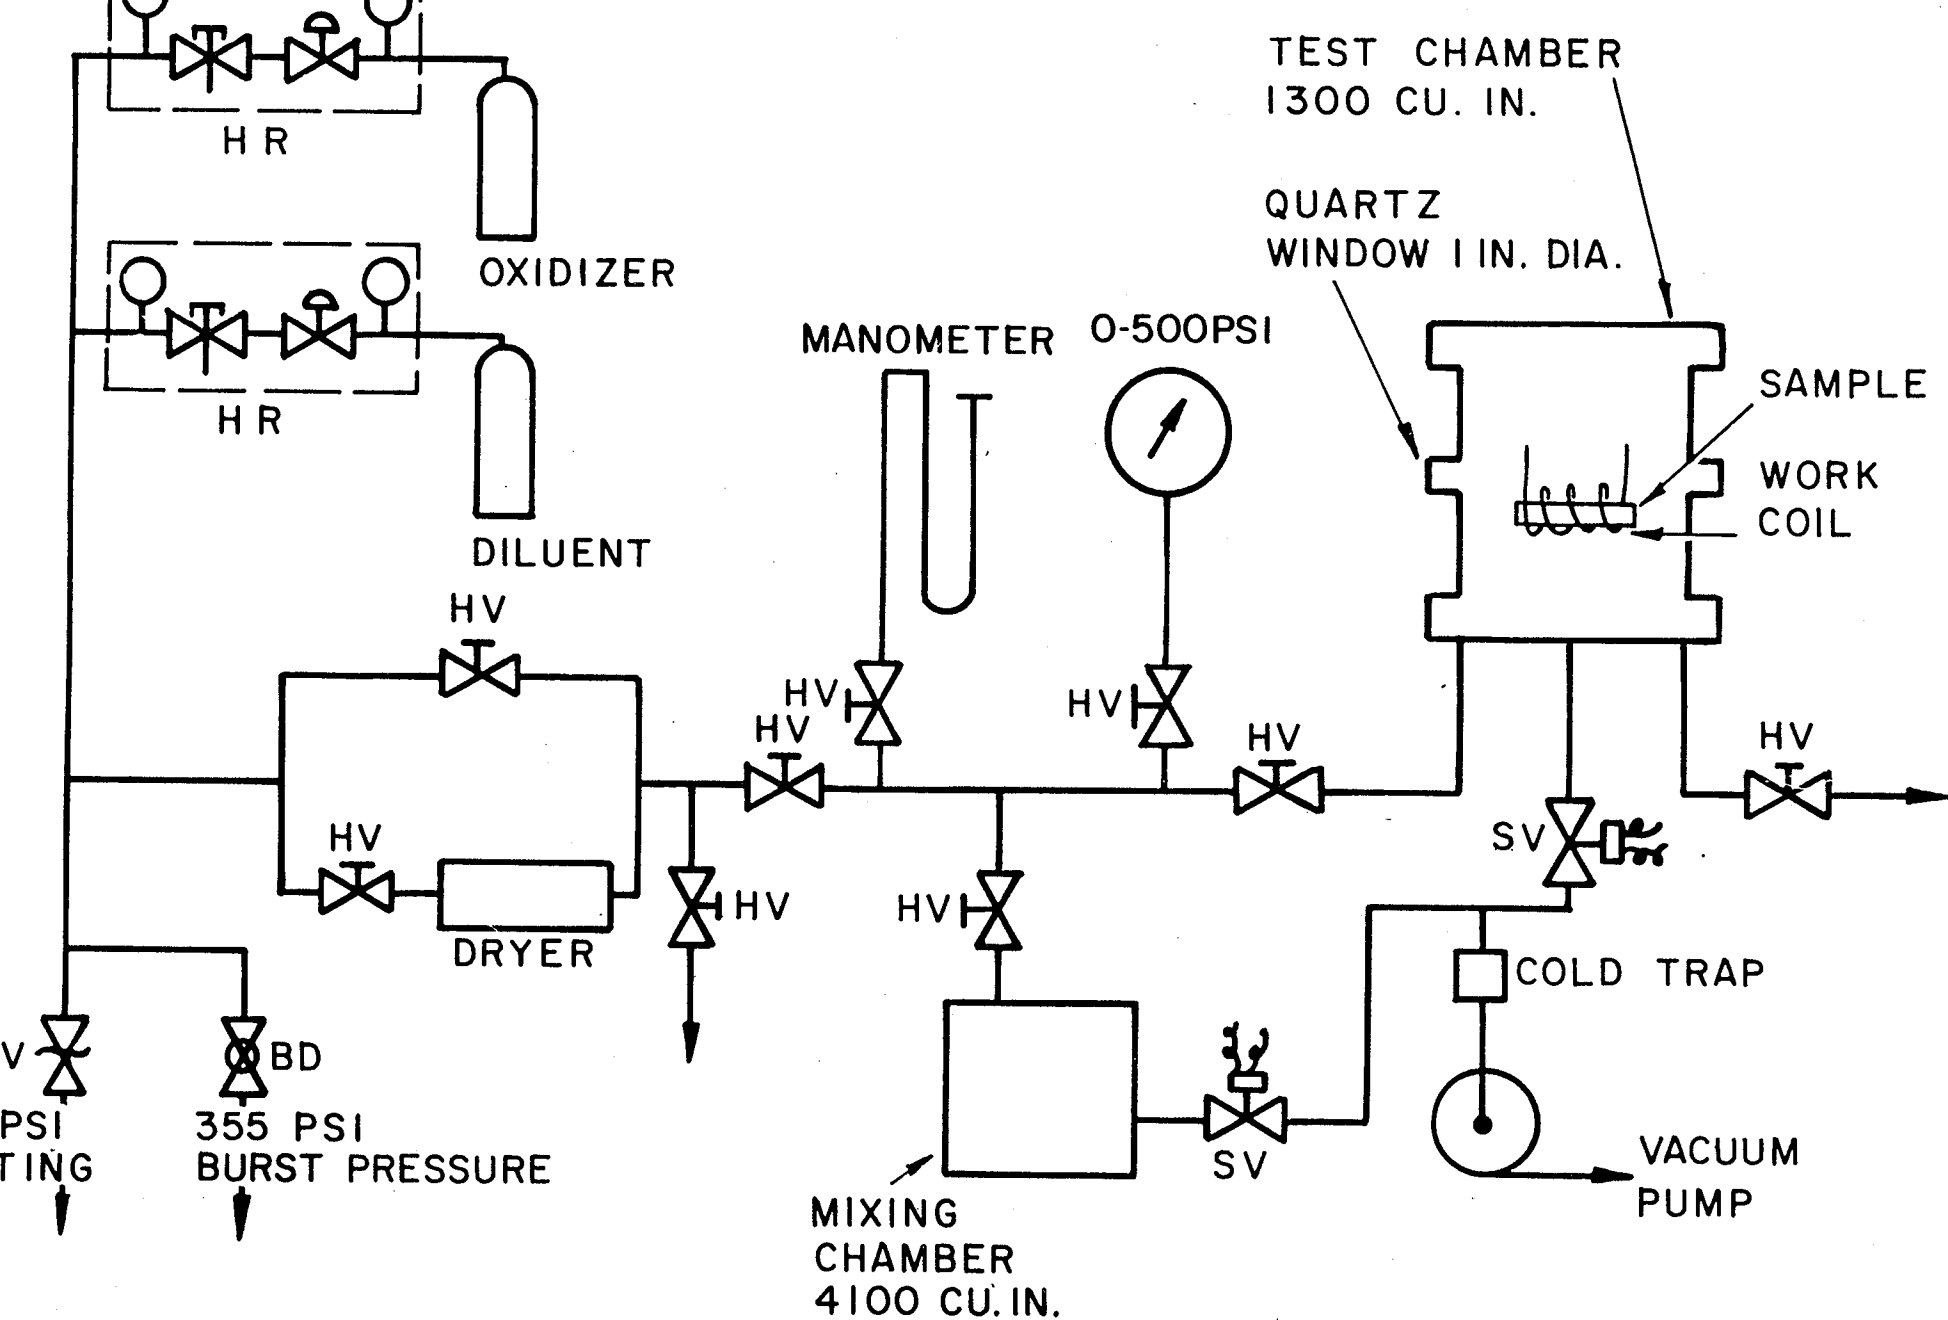 TEST CHAMBER
1300 CU. IN.
HR
QUARTZ
WINDOW 1 IN. DIA.
OXIDIZER
MANOMETER
0-500PSI
SAMPLE
HR
WORK
COIL
DILUENT
HV
HV
HV
HV
HV
HV
HV
SV
HV
HV
DRYER
COLD TRAP
V
BD
PSI
TING
355 PSI
BURST PRESSURE
SV
VACUUM
PUMP
MIXING
CHAMBER
4100 CU. IN.